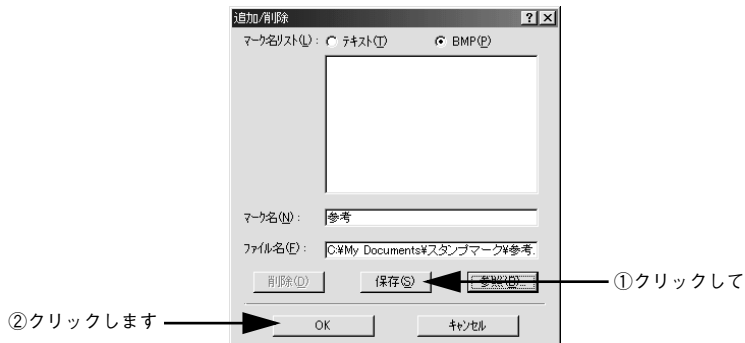 追加/削除
マーク名リスト(L): テキスト(T) BMP(P)
マーク名(N): 参考
ファイル名(F): C:¥My Documents¥スタンプマーク¥参考.
削除(D) 保存(S) 参照(B)... ①クリックして
②クリックします OK キャンセル